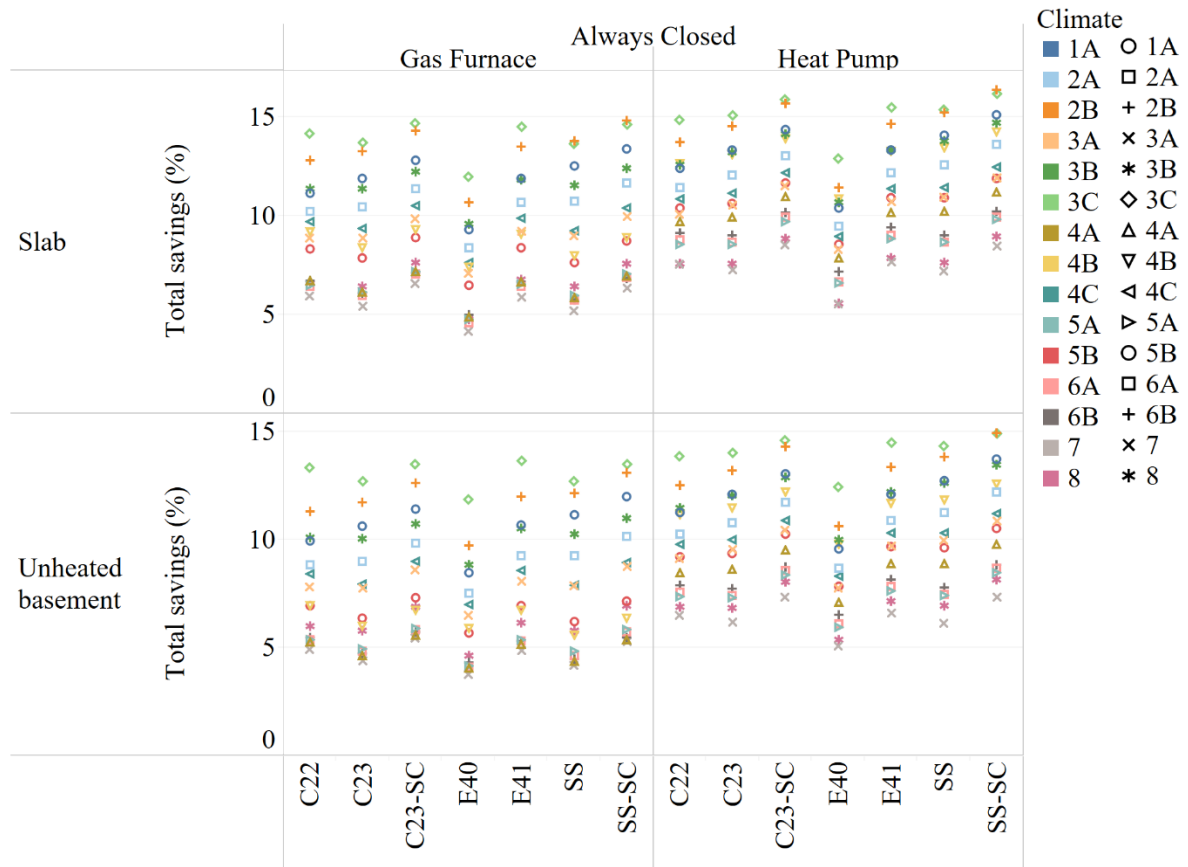 Always Closed
Gas Furnace
Heat Pump
Slab
Total savings (%)
15
10
5
0
Unheated
basement
Total savings (%)
15
10
5
0
C22
C23
C23-SC
E40
E41
SS
SS-SC
C22
C23
C23-SC
E40
E41
SS
SS-SC
Climate
1A 1A
2A 2A
2B 2B
3A 3A
3B 3B
3C 3C
4A 4A
4B 4B
4C 4C
5A 5A
5B 5B
6A 6A
6B 6B
7 7
8 8